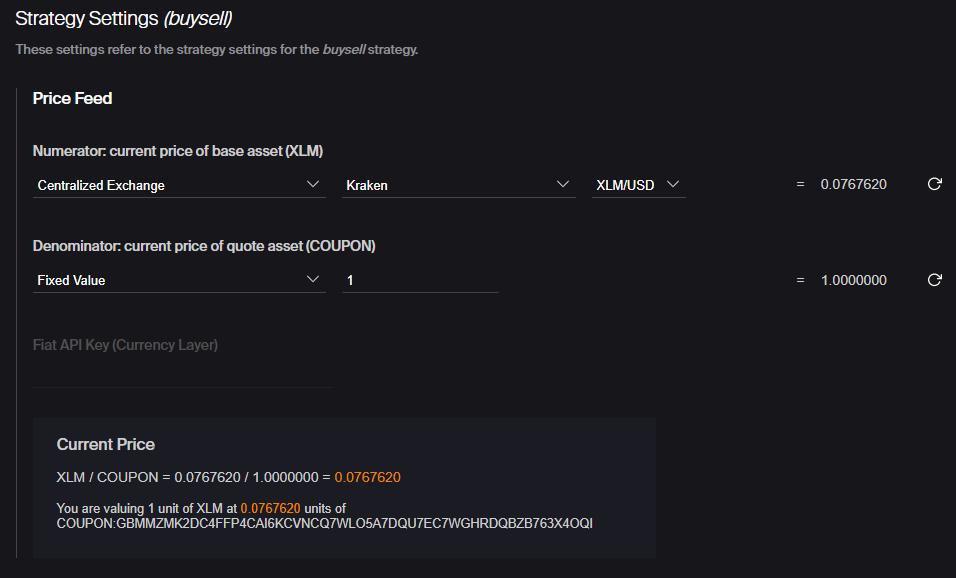 Strategy Settings (buysell)
These settings refer to the strategy settings for the buysell strategy.
Price Feed
Numerator: current price of base asset (XLM)
Centralized Exchange Kraken XLM/USD = 0.0767620
Denominator: current price of quote asset (COUPON)
Fixed Value 1 = 1.0000000
Fiat API Key (Currency Layer)
Current Price
XLM / COUPON = 0.0767620 / 1.0000000 = 0.0767620
You are valuing 1 unit of XLM at 0.0767620 units of
COUPON:GBMMZMK2DC4FFP4CAI6KCVNCQ7WLO5A7DQU7EC7WGHRDQBZB763X4OQI